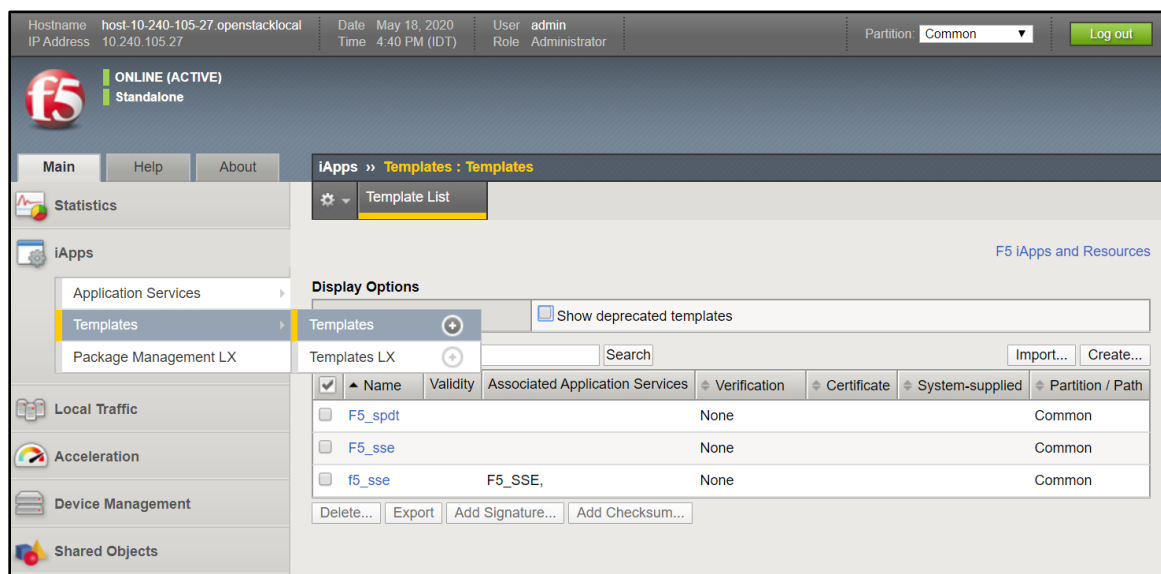 Hostname host-10-240-105-27.openstacklocal Date May 18, 2020 User admin
IP Address 10.240.105.27 Time 4:40 PM (IDT) Role Administrator
Partition: Common Log out
f5
ONLINE (ACTIVE)
Standalone
Main Help About
iApps ›› Templates : Templates
Template List
Statistics
iApps
F5 iApps and Resources
Application Services
Templates
Package Management LX
Templates
Templates LX
Display Options
Show deprecated templates
Search Import... Create...
Name Validity Associated Application Services Verification Certificate System-supplied Partition / Path
F5_spdt None Common
F5_sse None Common
f5_sse F5_SSE, None Common
Delete... Export Add Signature... Add Checksum...
Local Traffic
Acceleration
Device Management
Shared Objects